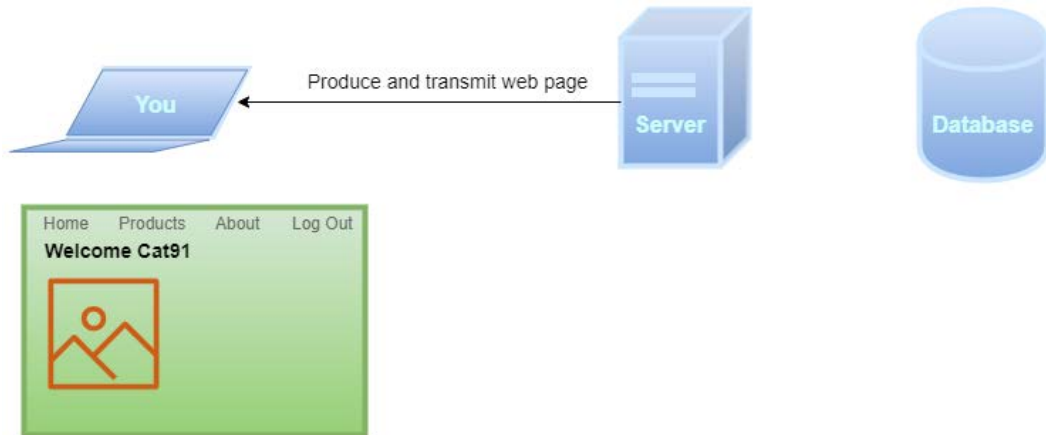 Produce and transmit web page
You
Server
Database
Home Products About Log Out
Welcome Cat91